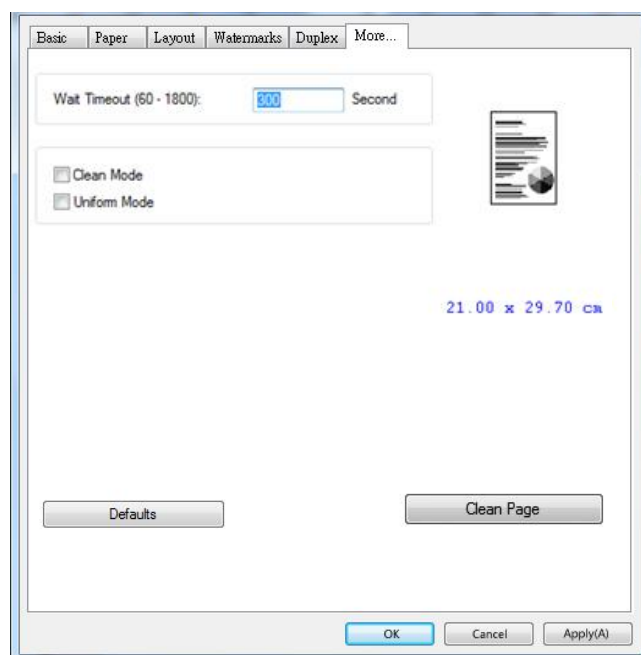 Basic Paper Layout Watermarks Duplex More...
Wait Timeout (60 - 1800): 300 Second
Clean Mode
Uniform Mode
21.00 x 29.70 cm
Defaults Clean Page
OK Cancel Apply(A)